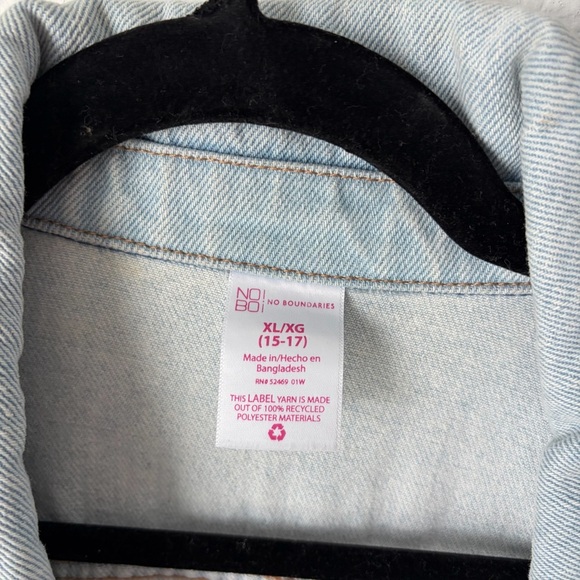 NO!
BO!
NO BOUNDARIES
XL/XG
(15-17)
Made in/Hecho en
Bangladesh
RN# 52469 01W
THIS LABEL YARN IS MADE
OUT OF 100% RECYCLED
POLYESTER MATERIALS